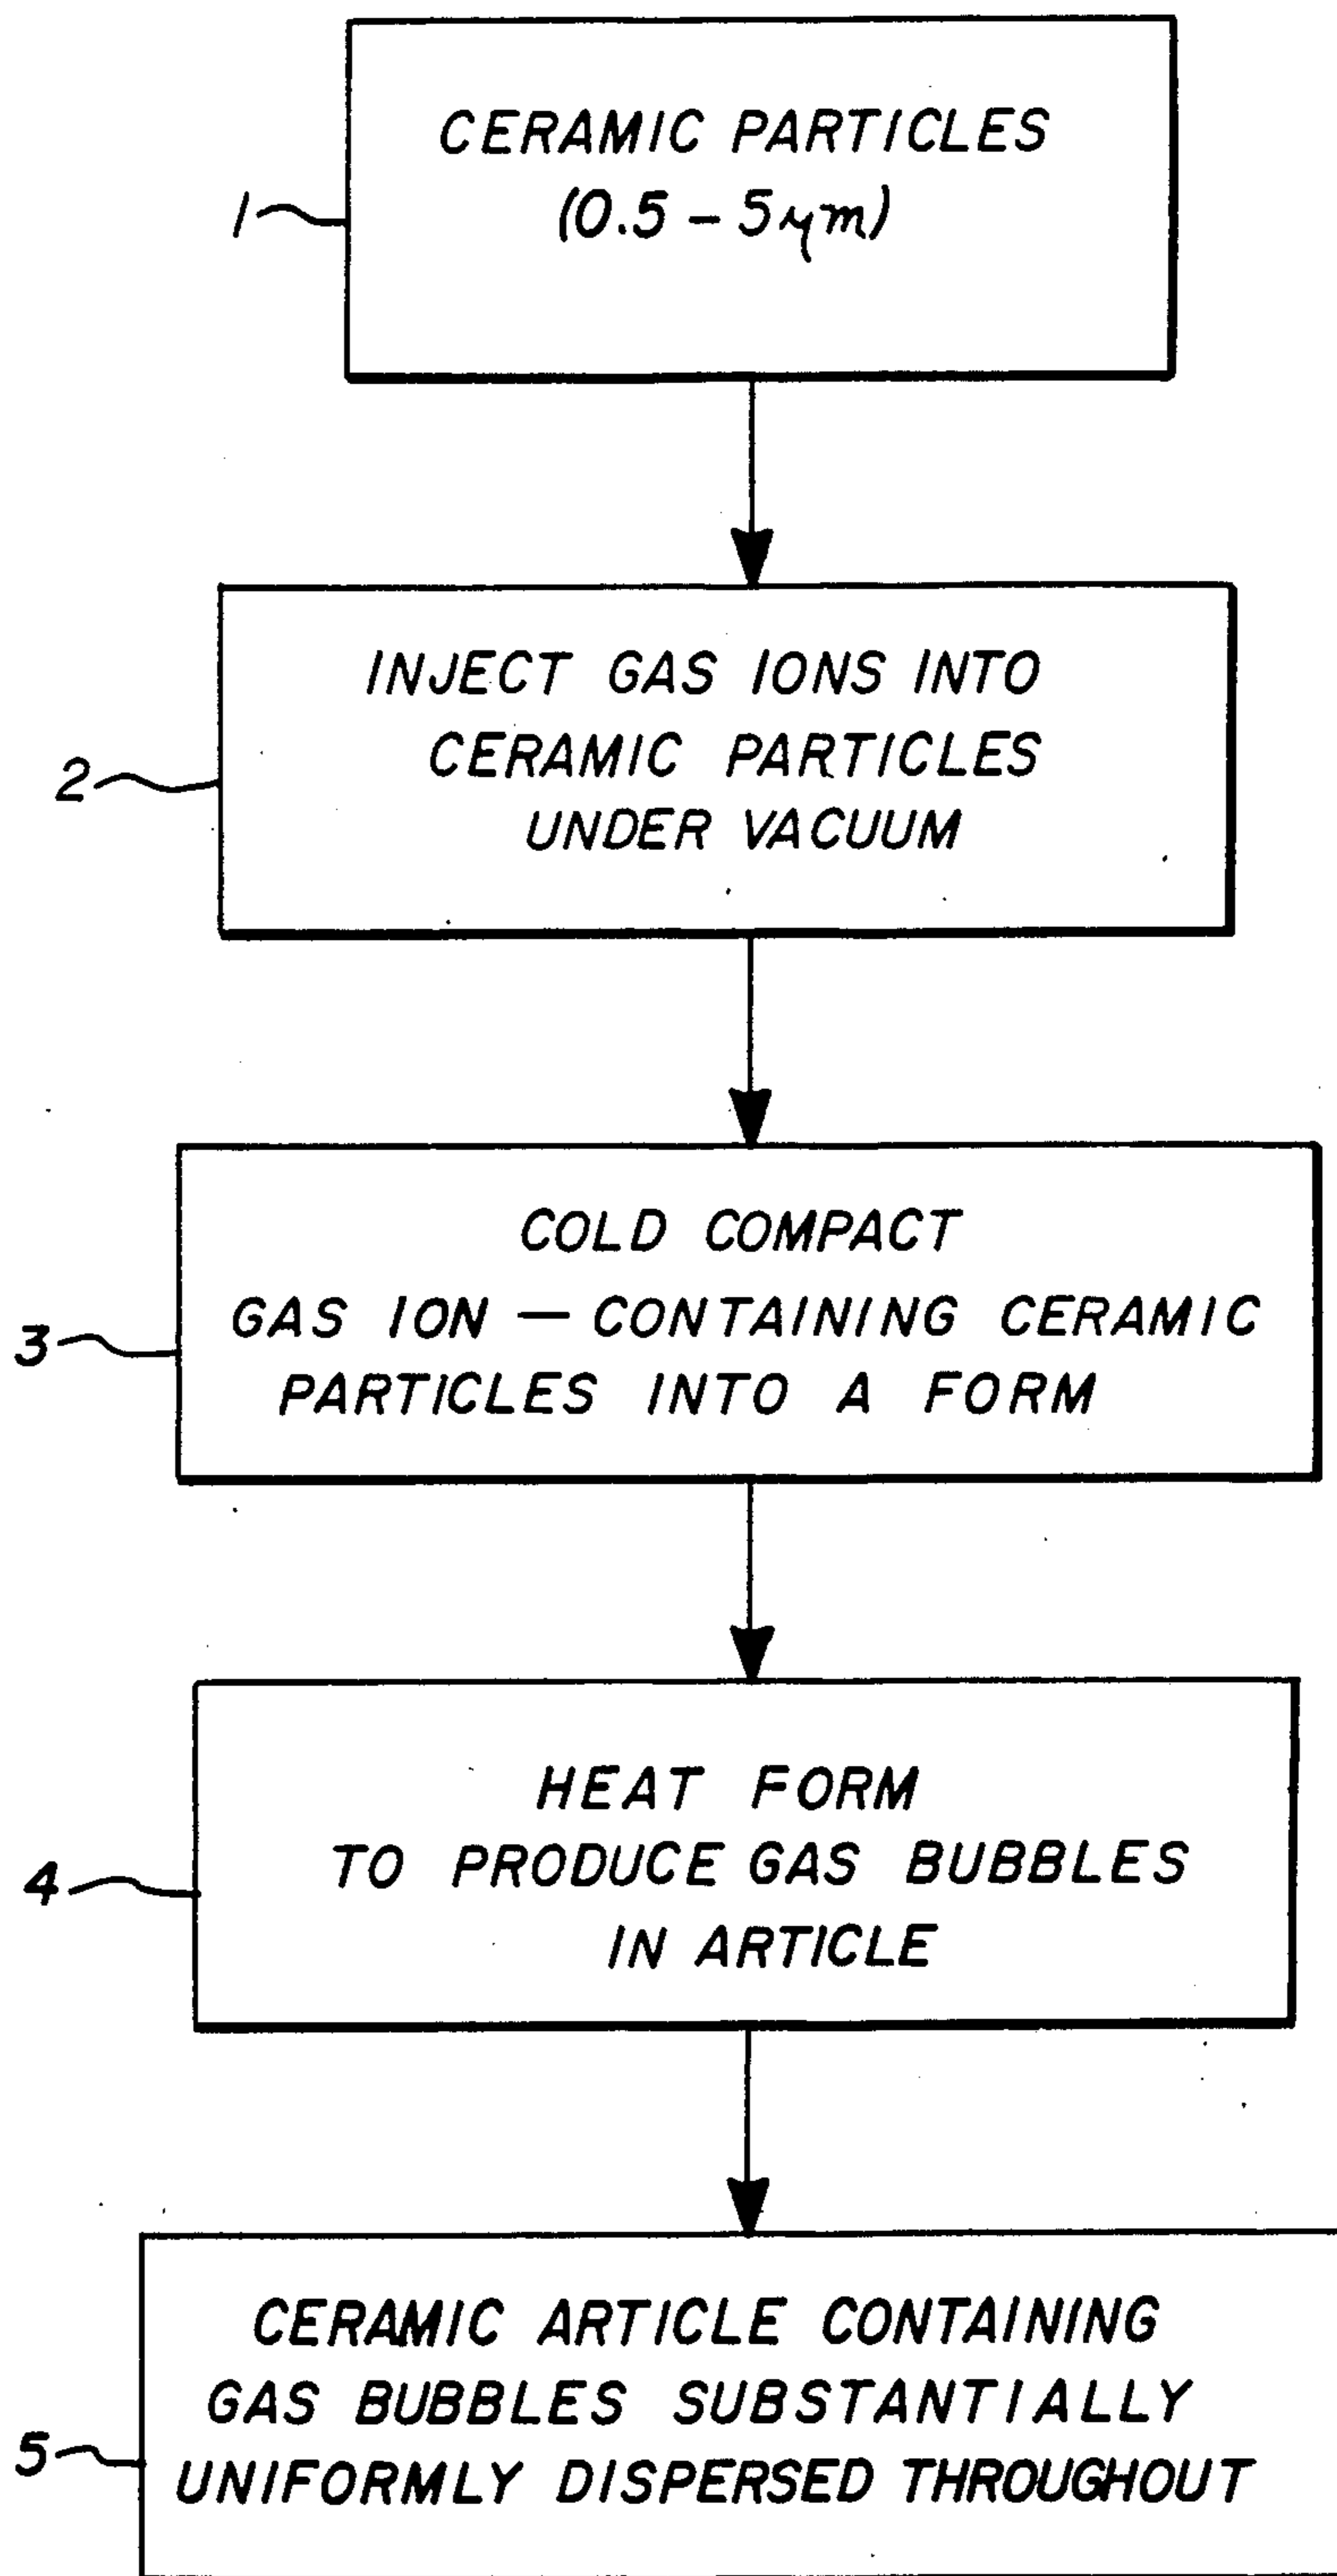 CERAMIC PARTICLES
1
(0.5 – 5 μm)
INJECT GAS IONS INTO
CERAMIC PARTICLES
2
UNDER VACUUM
COLD COMPACT
GAS ION — CONTAINING CERAMIC
3
PARTICLES INTO A FORM
HEAT FORM
TO PRODUCE GAS BUBBLES
4
IN ARTICLE
CERAMIC ARTICLE CONTAINING
GAS BUBBLES SUBSTANTIALLY
5
UNIFORMLY DISPERSED THROUGHOUT